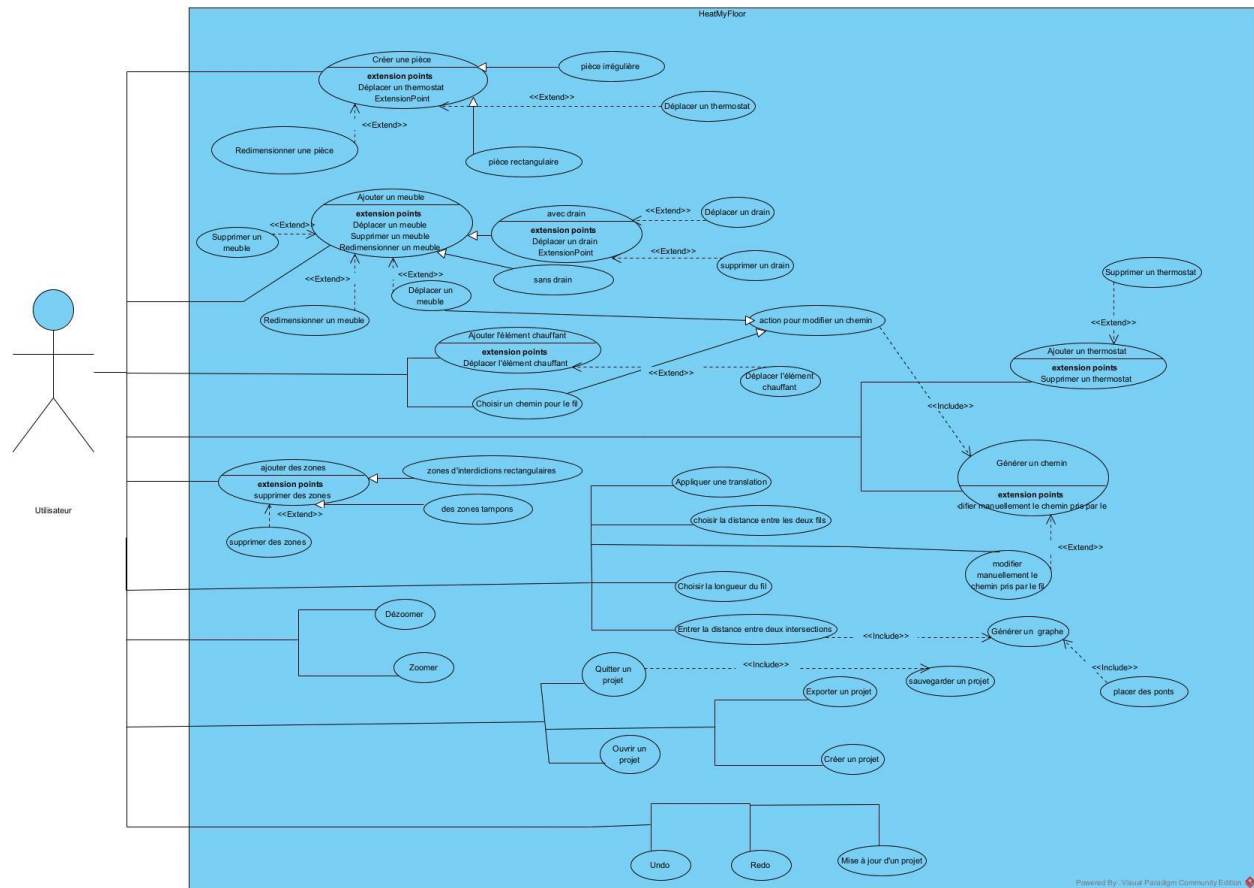 HeatMyFloor
Créer une pièce
extension points
Déplacer un thermostat
ExtensionPoint
pièce irrégulière
<<Extend>>
Déplacer un thermostat
<<Extend>>
Redimensionner une pièce
pièce rectangulaire
Ajouter un meuble
extension points
Déplacer un meuble
Supprimer un meuble
Redimensionner un meuble
<<Extend>>
Supprimer un
meuble
avec drain
extension points
Déplacer un drain
ExtensionPoint
<<Extend>>
Déplacer un drain
<<Extend>>
supprimer un drain
sans drain
<<Extend>>
<<Extend>>
Déplacer un
meuble
Redimensionner un meuble
Supprimer un thermostat
<<Extend>>
action pour modifier un chemin
Ajouter l'élément chauffant
extension points
Déplacer l'élément chauffant
<<Extend>>
Déplacer l'élément
chauffant
Choisir un chemin pour le fil
Ajouter un thermostat
extension points
Supprimer un thermostat
<<Include>>
Générer un chemin
extension points
difier manuellement le chemin pris par le
<<Extend>>
modifier
manuellement le
chemin pris par le fil
Utilisateur
ajouter des zones
extension points
supprimer des zones
<<Extend>>
supprimer des zones
zones d'interdictions rectangulaires
des zones tampons
Appliquer une translation
choisir la distance entre les deux fils
Choisir la longueur du fil
Entrer la distance entre deux intersections
<<Include>>
Générer un graphe
<<Include>>
placer des ponts
Dézoomer
Zoomer
Quitter un
projet
<<Include>>
sauvegarder un projet
Exporter un projet
Ouvrir un
projet
Créer un projet
Undo
Redo
Mise à jour d'un projet
Powered By Visual Paradigm Community Edition